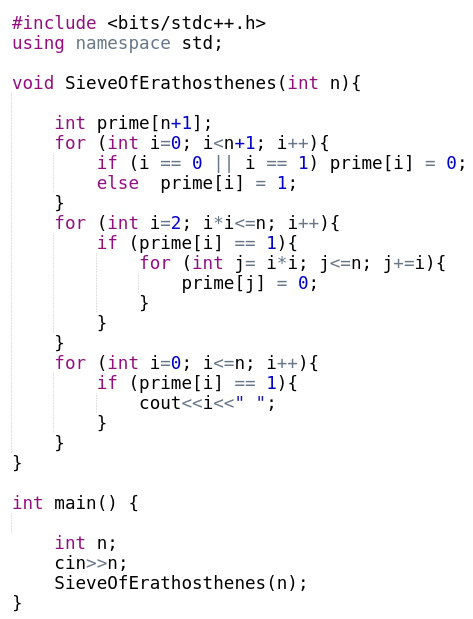 #include <bits/stdc++.h>
using namespace std;

void SieveOfErathosthenes(int n){

    int prime[n+1];
    for (int i=0; i<n+1; i++){
        if (i == 0 || i == 1) prime[i] = 0;
        else  prime[i] = 1;
    }
    for (int i=2; i*i<=n; i++){
        if (prime[i] == 1){
            for (int j= i*i; j<=n; j+=i){
                prime[j] = 0;
            }
        }
    }
    for (int i=0; i<=n; i++){
        if (prime[i] == 1){
            cout<<i<<" ";
        }
    }
}

int main() {

    int n;
    cin>>n;
    SieveOfErathosthenes(n);
}